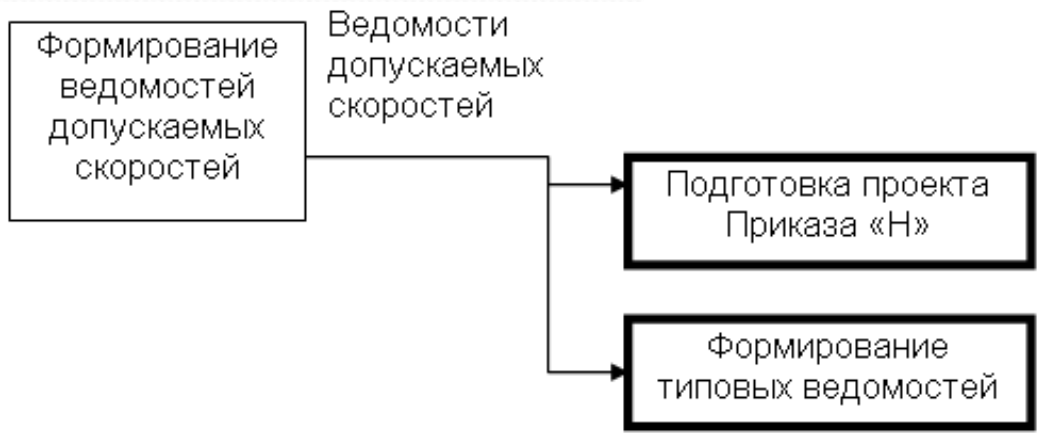 Формирование
ведомостей
допускаемых
скоростей
Ведомости
допускаемых
скоростей
Подготовка проекта
Приказа «Н»
Формирование
типовых ведомостей